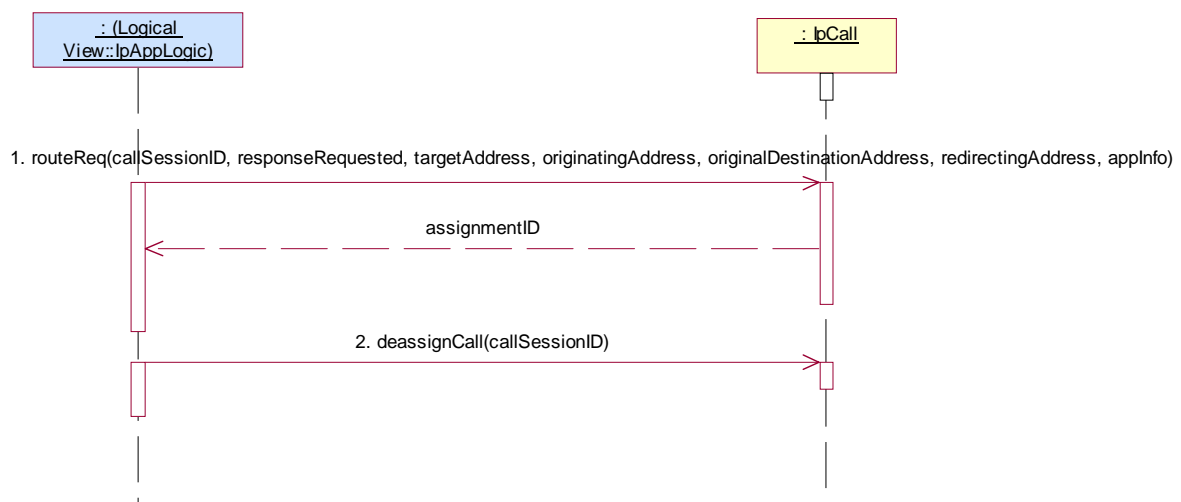 : (Logical
View::IpAppLogic)
: IpCall
1. routeReq(callSessionID, responseRequested, targetAddress, originatingAddress, originalDestinationAddress, redirectingAddress, appInfo)
assignmentID
2. deassignCall(callSessionID)